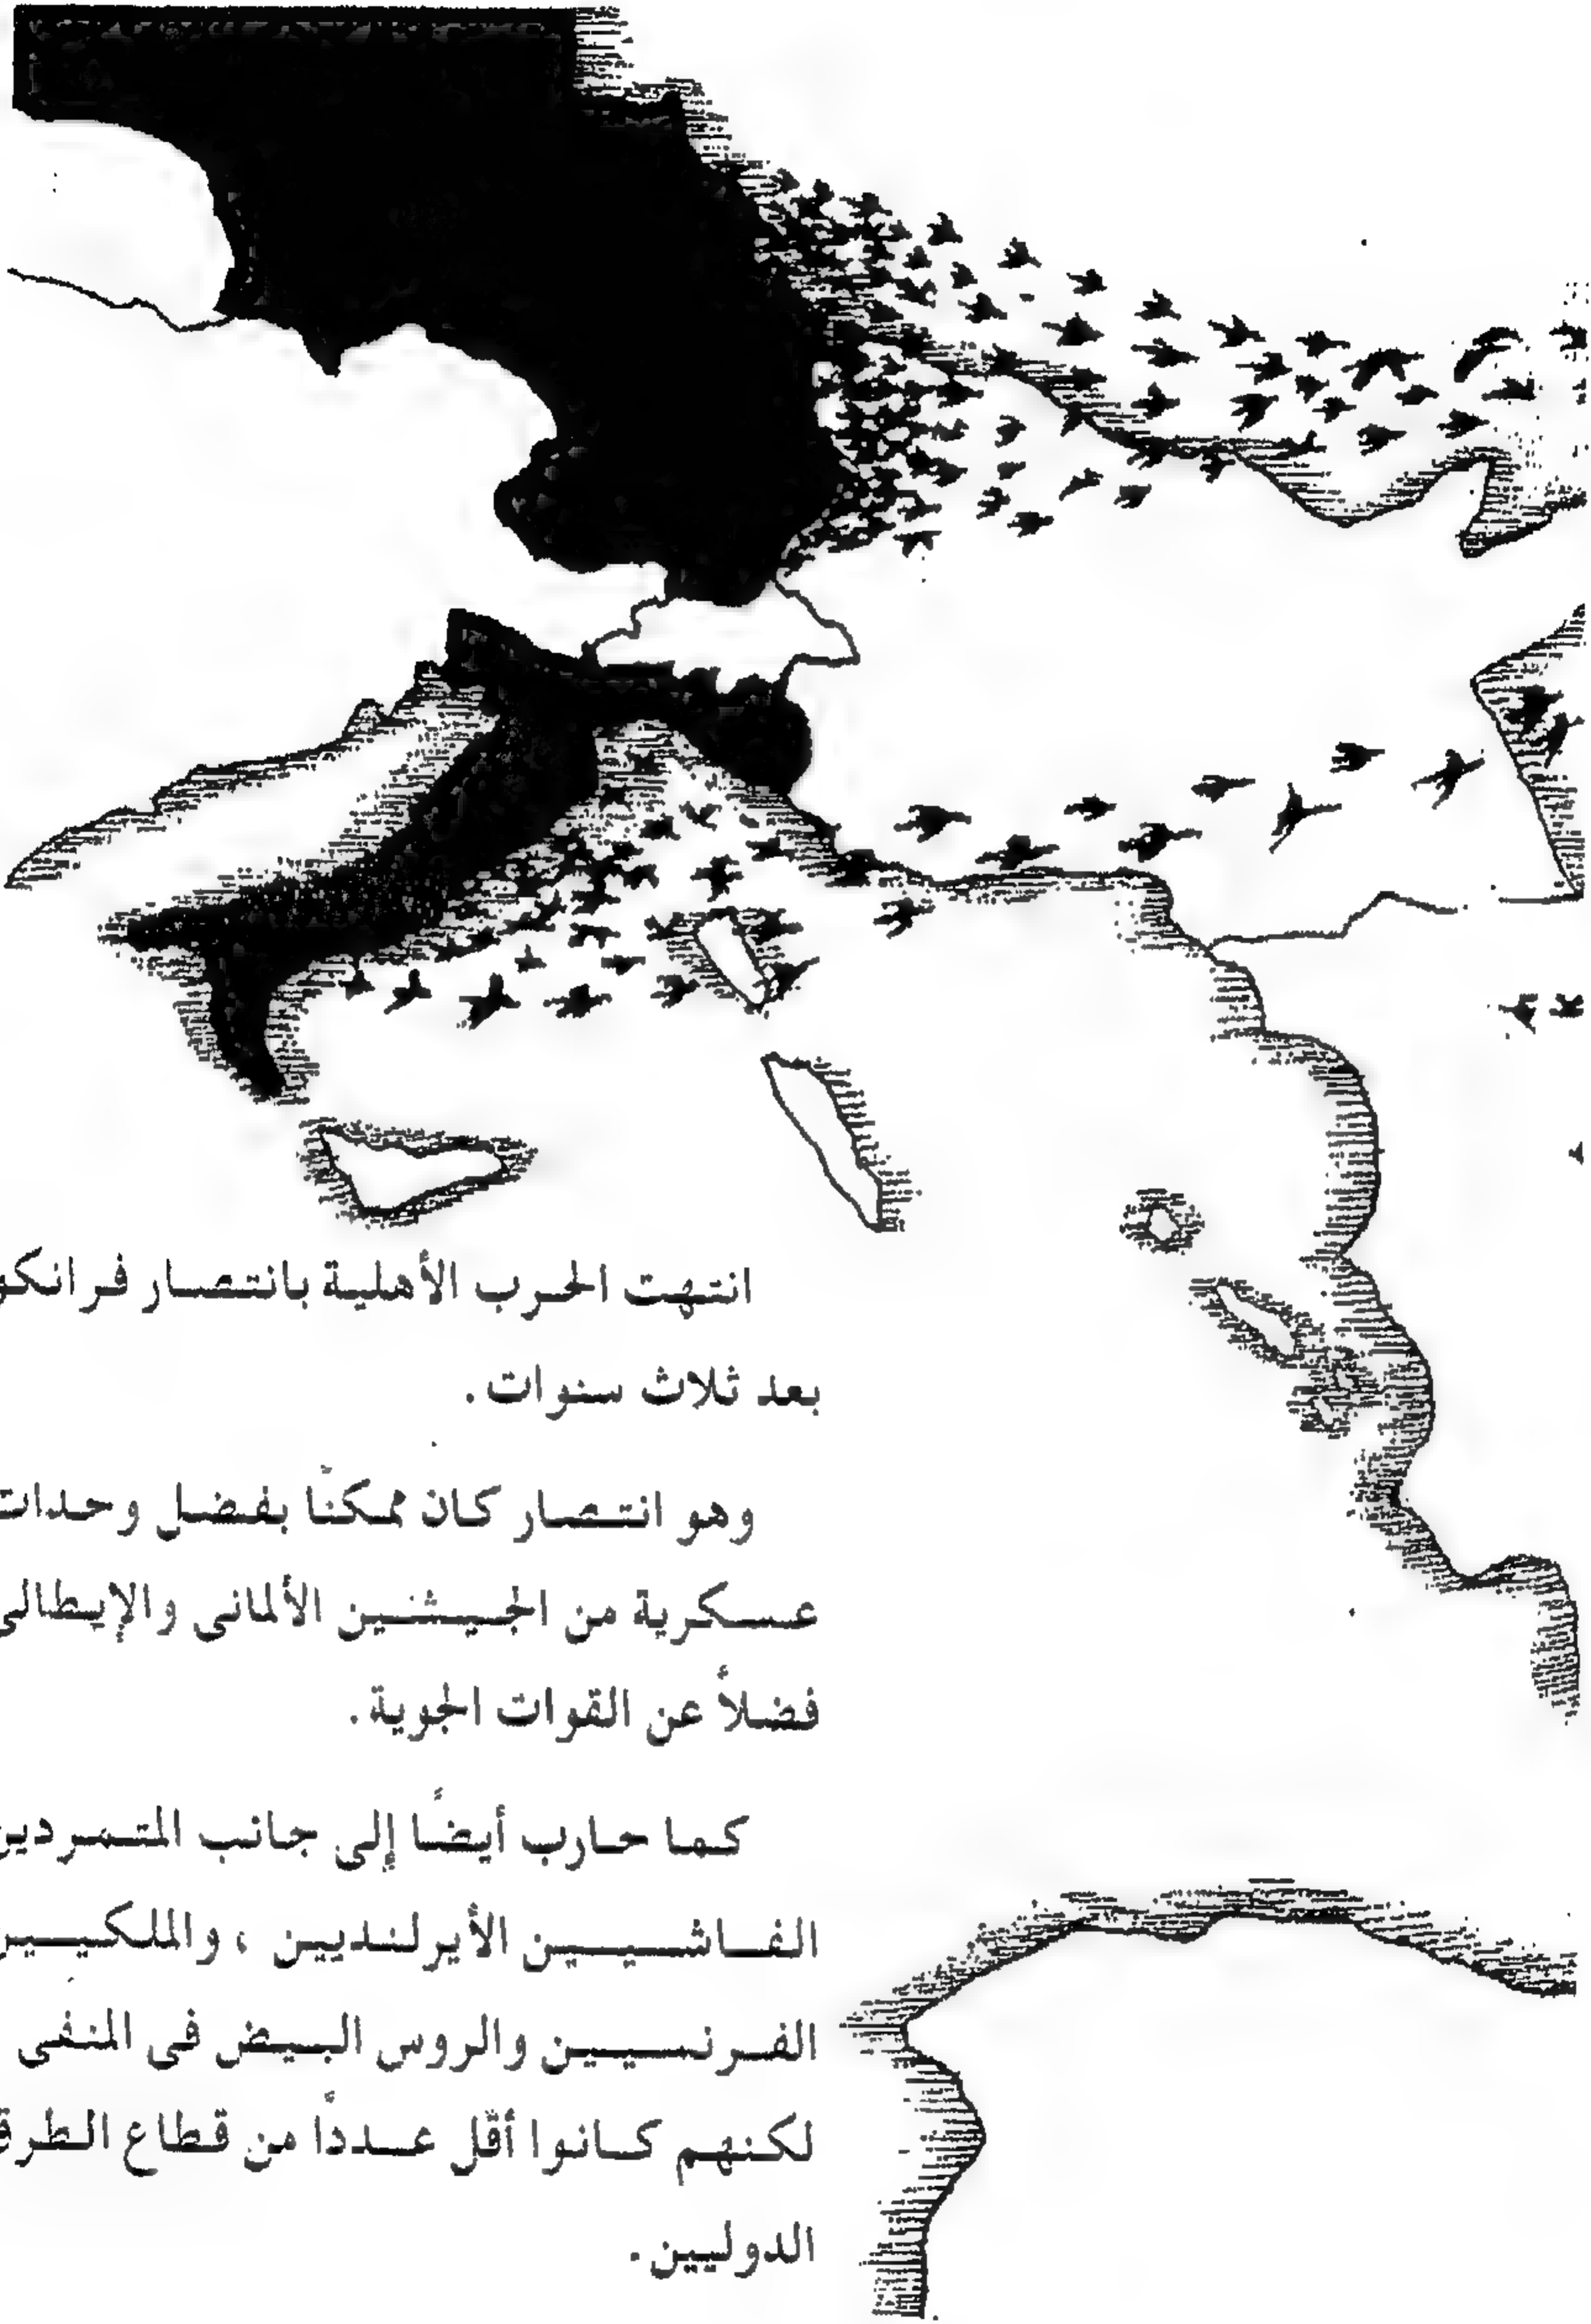 انتهت الحرب الأهلية بانتصار فرانكو
بعد ثلاث سنوات .
وهو انتصار كان ممكنًا بفضل وحدات
عسكرية من الجيشين الألمانى والإيطالى
فضلاً عن القوات الجوية .
كما حارب أيضًا إلى جانب المتمردين
الفاشيين الأيرلنديين ، والملكيين
الفرنسيين والروس البيض فى المنفى
لكنهم كانوا أقل عددًا من قطاع الطرق
الدوليين .